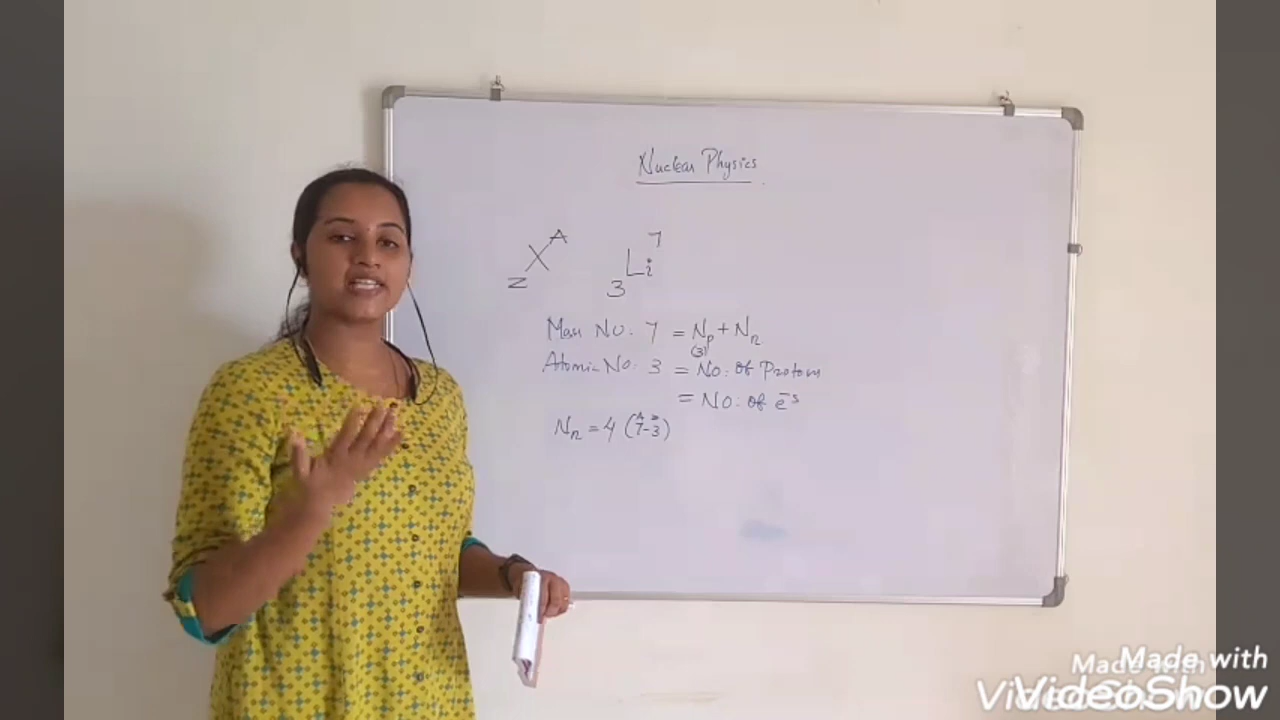 Nuclear Physics
X A Z
Li 7 3
Mass NO: 7 = Np + Nn
(3)
Atomic NO: 3 = NO: of Protons
= NO: of e⁻s
Nn = 4 (7-3)
Made with
VideoShow